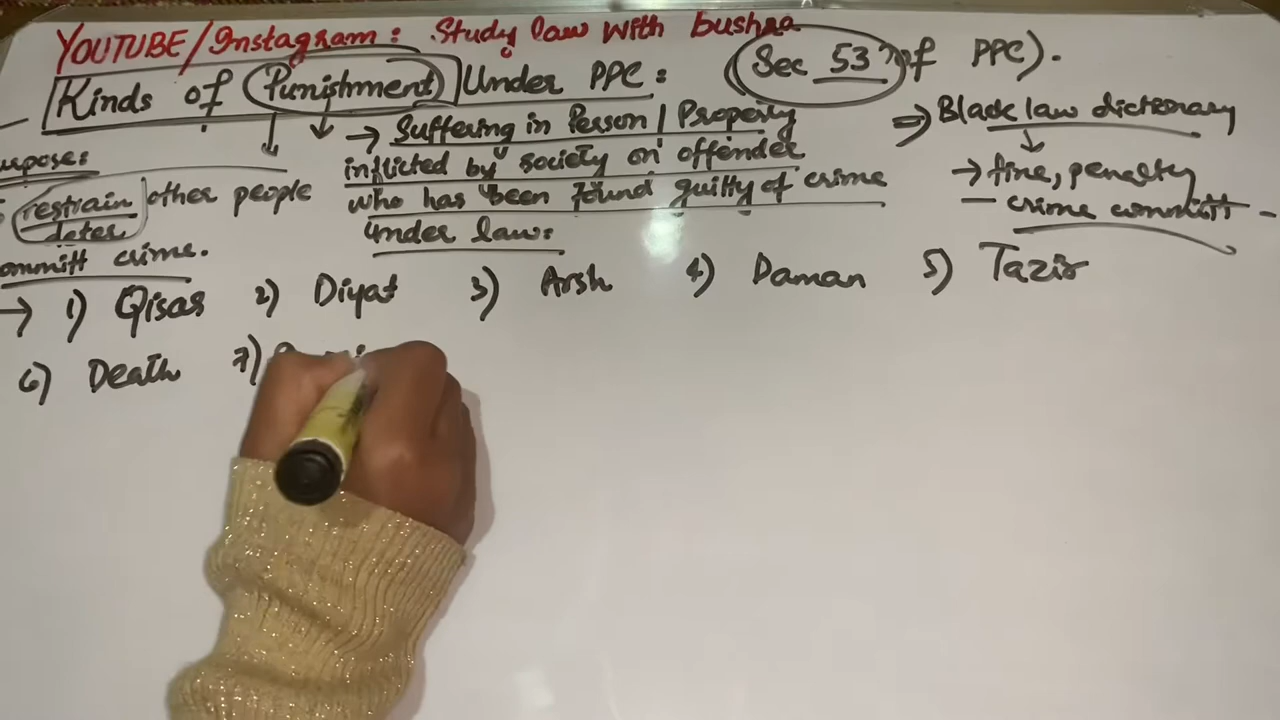 YOUTUBE/Instagram: Study law with bushra
Kinds of Punishment Under PPC: (Sec 53 of PPC).
→ Suffering in Person / Property
inflicted by society on offender
who has been found guilty of crime
under law:
⇒ Black law dictionary
→ fine, penalty
— crime committ -
urpose:
restrain other people
deter
ommitt crime.
→ 1) Qisas 2) Diyat 3) Arsh 4) Daman 5) Tazir
6) Death 7)